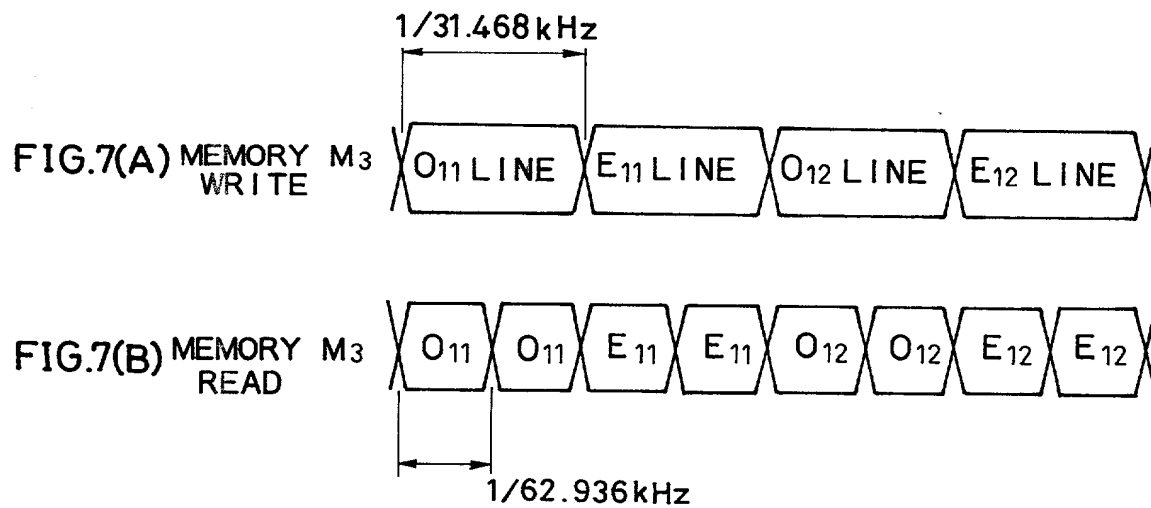 1/31.468kHz
FIG.7(A) MEMORY M₃ WRITE
O₁₁ LINE E₁₁ LINE O₁₂ LINE E₁₂ LINE
FIG.7(B) MEMORY M₃ READ
O₁₁ O₁₁ E₁₁ E₁₁ O₁₂ O₁₂ E₁₂ E₁₂
1/62.936kHz